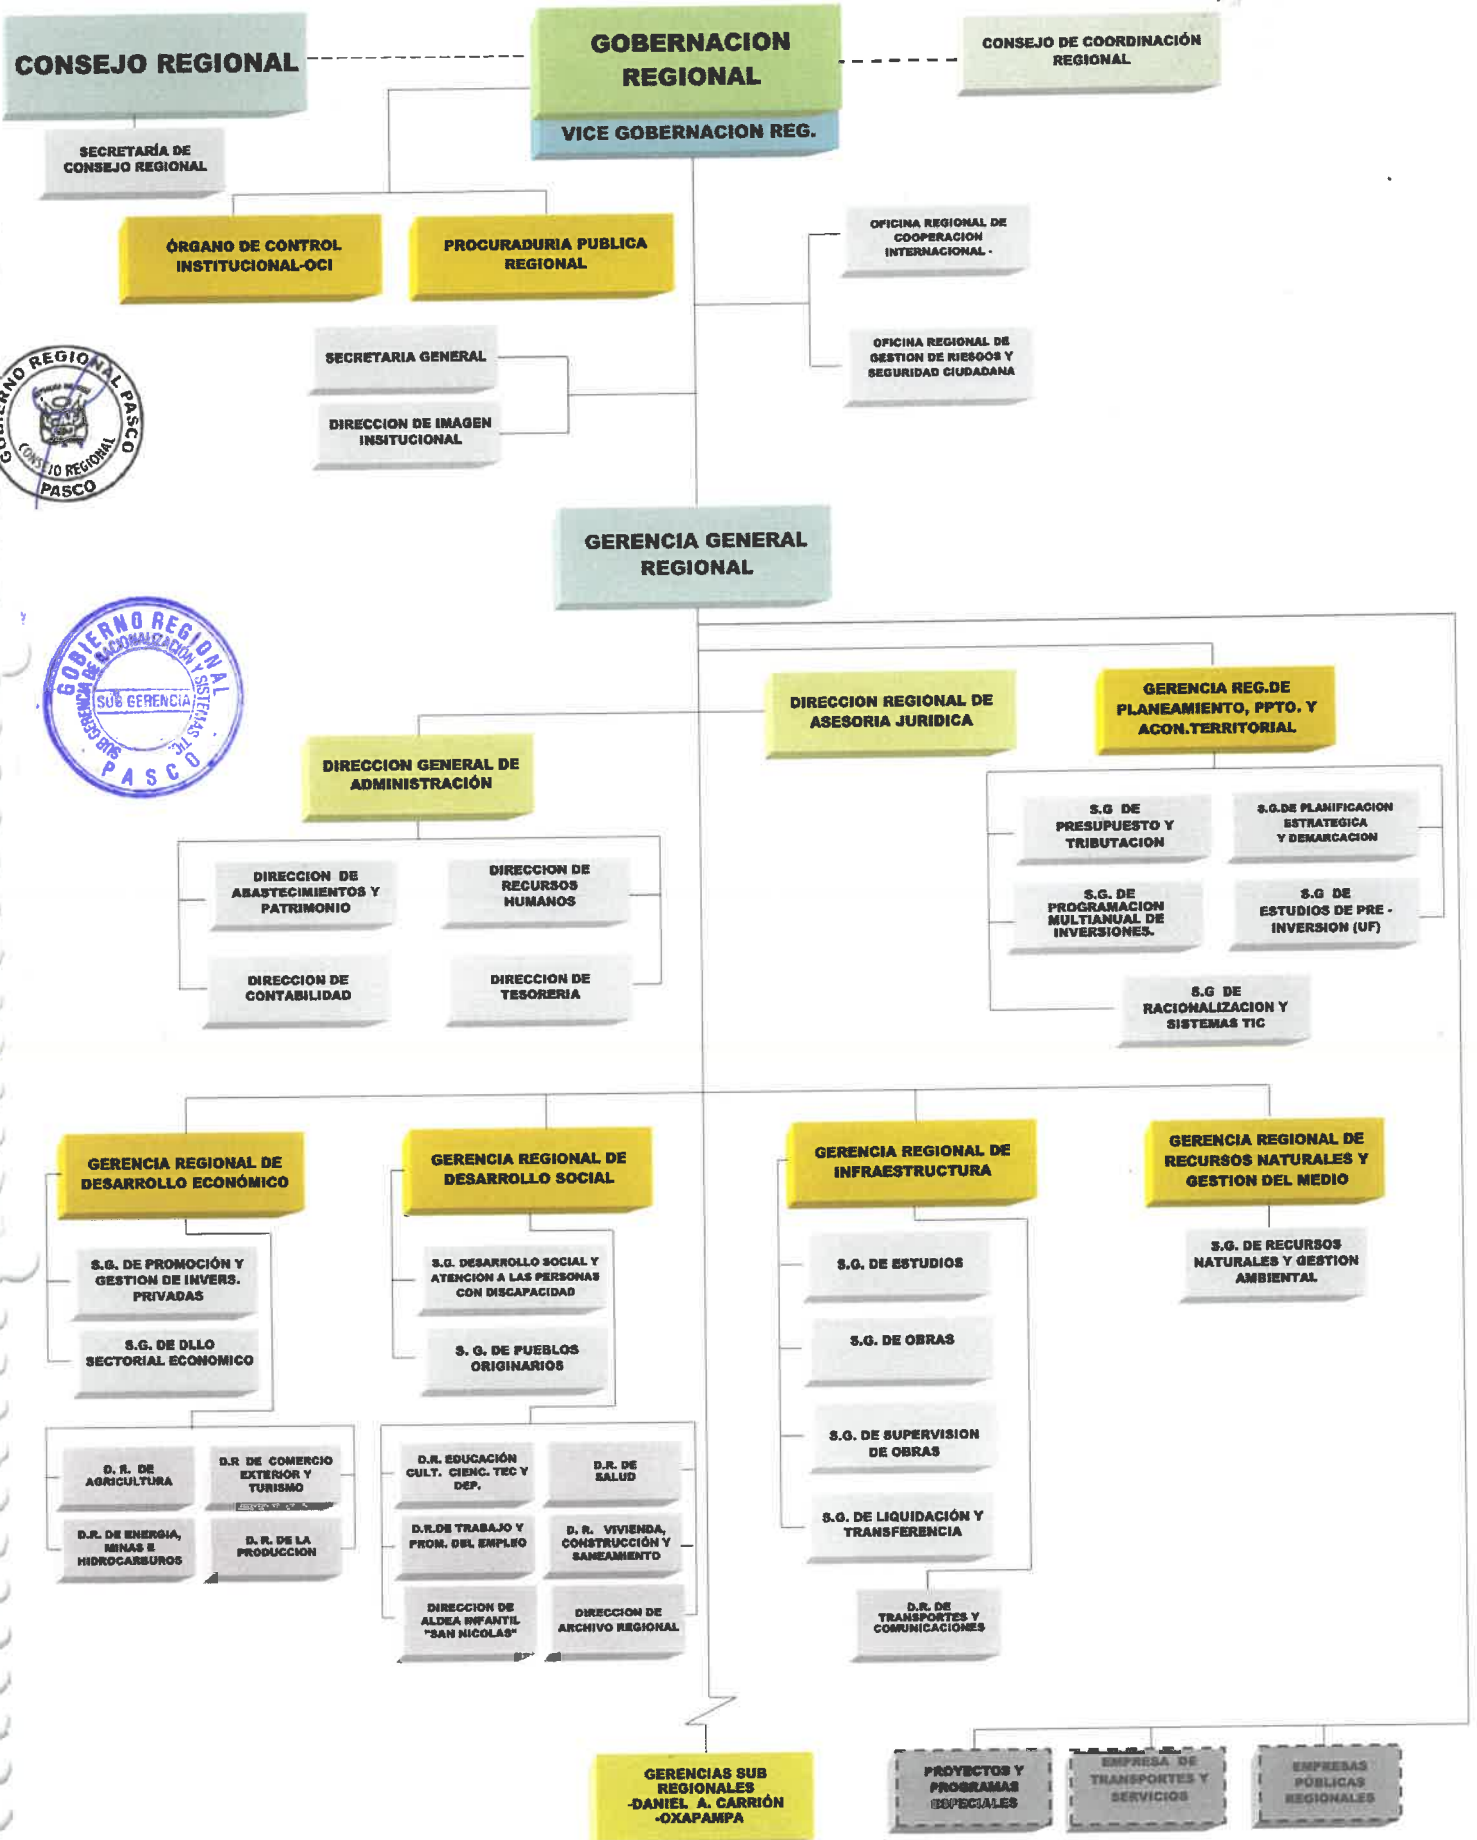 CONSEJO REGIONAL
GOBERNACION
REGIONAL
VICE GOBERNACION REG.
CONSEJO DE COORDINACIÓN
REGIONAL
SECRETARÍA DE
CONSEJO REGIONAL
ÓRGANO DE CONTROL
INSTITUCIONAL-OCI
PROCURADURIA PUBLICA
REGIONAL
OFICINA REGIONAL DE
COOPERACION
INTERNACIONAL -
OFICINA REGIONAL DE
GESTION DE RIESGOS Y
SEGURIDAD CIUDADANA
SECRETARIA GENERAL
DIRECCION DE IMAGEN
INSITUCIONAL
GOBIERNO REGIONAL PASCO
CONSEJO REGIONAL
PASCO
GERENCIA GENERAL
REGIONAL
GOBIERNO REGIONAL
SUB GERENCIA DE RACIONALIZACIÓN Y SISTEMAS TIC.
SUB GERENCIA
PASCO
DIRECCION REGIONAL DE
ASESORIA JURIDICA
GERENCIA REG.DE
PLANEAMIENTO, PPTO. Y
ACON.TERRITORIAL
DIRECCION GENERAL DE
ADMINISTRACIÓN
DIRECCION DE
ABASTECIMIENTOS Y
PATRIMONIO
DIRECCION DE
RECURSOS
HUMANOS
DIRECCION DE
CONTABILIDAD
DIRECCION DE
TESORERIA
S.G DE
PRESUPUESTO Y
TRIBUTACION
S.G.DE PLANIFICACION
ESTRATEGICA
Y DEMARCACION
S.G. DE
PROGRAMACION
MULTIANUAL DE
INVERSIONES.
S.G DE
ESTUDIOS DE PRE -
INVERSION (UF)
S.G DE
RACIONALIZACION Y
SISTEMAS TIC
GERENCIA REGIONAL DE
DESARROLLO ECONÓMICO
S.G. DE PROMOCIÓN Y
GESTION DE INVERS.
PRIVADAS
S.G. DE DLLO
SECTORIAL ECONOMICO
D. R. DE
AGRICULTURA
D.R DE COMERCIO
EXTERIOR Y
TURISMO
D.R. DE ENERGIA,
MINAS E
HIDROCARBUROS
D. R. DE LA
PRODUCCION
GERENCIA REGIONAL DE
DESARROLLO SOCIAL
S.G. DESARROLLO SOCIAL Y
ATENCIÓN A LAS PERSONAS
CON DISCAPACIDAD
S. G. DE PUEBLOS
ORIGINARIOS
D.R. EDUCACIÓN
CULT. CIENC. TEC Y
DEP.
D.R. DE
SALUD
D.R.DE TRABAJO Y
PROM. DEL EMPLEO
D. R. VIVIENDA,
CONSTRUCCIÓN Y
SANEAMIENTO
DIRECCION DE
ALDEA INFANTIL
"SAN NICOLAS"
DIRECCION DE
ARCHIVO REGIONAL
GERENCIA REGIONAL DE
INFRAESTRUCTURA
S.G. DE ESTUDIOS
S.G. DE OBRAS
S.G. DE SUPERVISION
DE OBRAS
S.G. DE LIQUIDACIÓN Y
TRANSFERENCIA
D.R. DE
TRANSPORTES Y
COMUNICACIONES
GERENCIA REGIONAL DE
RECURSOS NATURALES Y
GESTION DEL MEDIO
S.G. DE RECURSOS
NATURALES Y GESTION
AMBIENTAL
GERENCIAS SUB
REGIONALES
-DANIEL A. CARRIÓN
-OXAPAMPA
PROYECTOS Y
PROGRAMAS
ESPECIALES
EMPRESA DE
TRANSPORTES Y
SERVICIOS
EMPRESAS
PÚBLICAS
REGIONALES